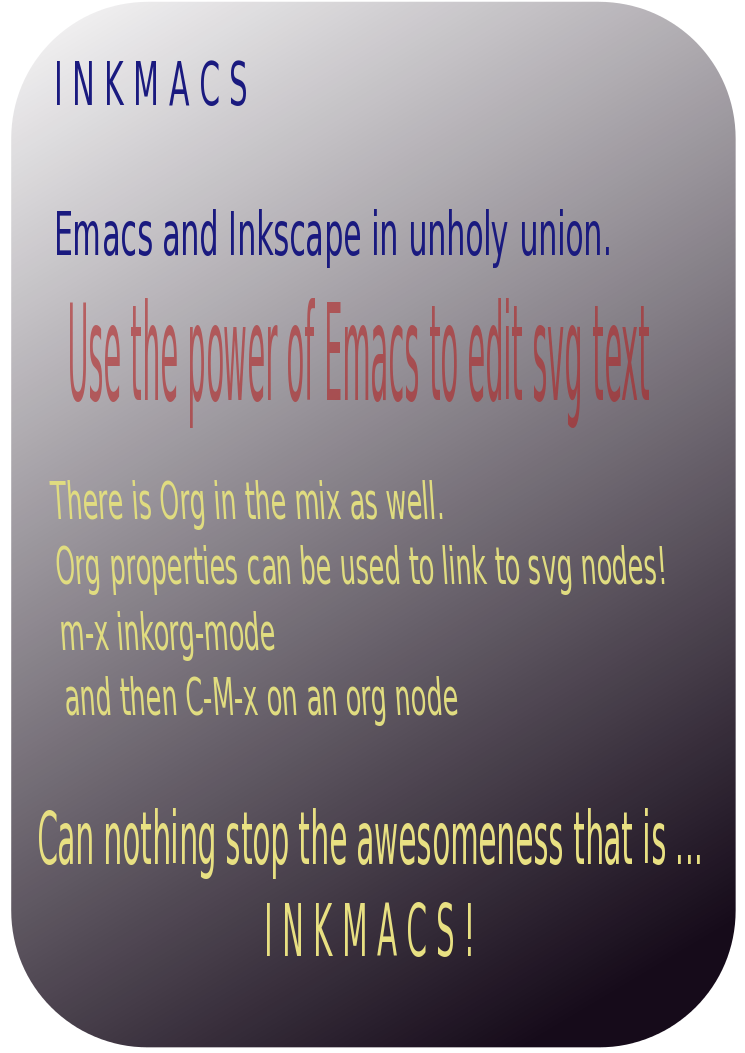 INKMACS
Emacs and Inkscape in unholy union.
Use the power of Emacs to edit svg text
There is Org in the mix as well.
Org properties can be used to link to svg nodes!
m-x inkorg-mode
and then C-M-x on an org node
Can nothing stop the awesomeness that is ...
INKMACS!